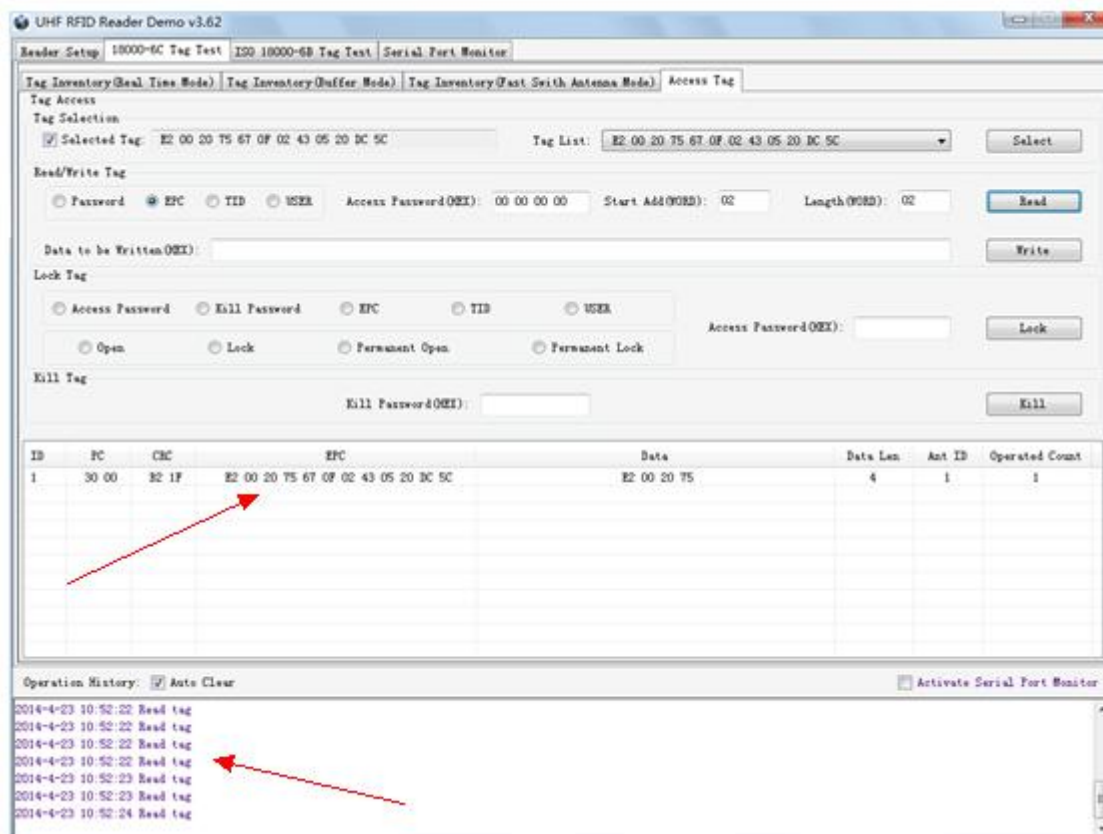 UHF RFID Reader Demo v3.62
Reader Setup 18000-6C Tag Test ISO 18000-6B Tag Test Serial Port Monitor
Tag Inventory(Real Time Mode) Tag Inventory(Buffer Mode) Tag Inventory(Fast Swith Antenna Mode) Access Tag
Tag Access
Tag Selection
Selected Tag: E2 00 20 75 67 0F 02 43 05 20 DC 5C Tag List: E2 00 20 75 67 0F 02 43 05 20 DC 5C Select
Read/Write Tag
Password EPC TID USER Access Password(HEX): 00 00 00 00 Start Add(WORD): 02 Length(WORD): 02 Read
Data to be Written(HEX): Write
Lock Tag
Access Password Kill Password EPC TID USER
Access Password(HEX): Lock
Open Lock Permanent Open Permanent Lock
Kill Tag
Kill Password(HEX): Kill
ID PC CRC EPC Data Data Len Ant ID Operated Count
1 30 00 B2 1F E2 00 20 75 67 0F 02 43 05 20 DC 5C E2 00 20 75 4 1 1
Operation History: Auto Clear Activate Serial Port Monitor
2014-4-23 10:52:22 Read tag
2014-4-23 10:52:22 Read tag
2014-4-23 10:52:22 Read tag
2014-4-23 10:52:22 Read tag
2014-4-23 10:52:23 Read tag
2014-4-23 10:52:23 Read tag
2014-4-23 10:52:24 Read tag